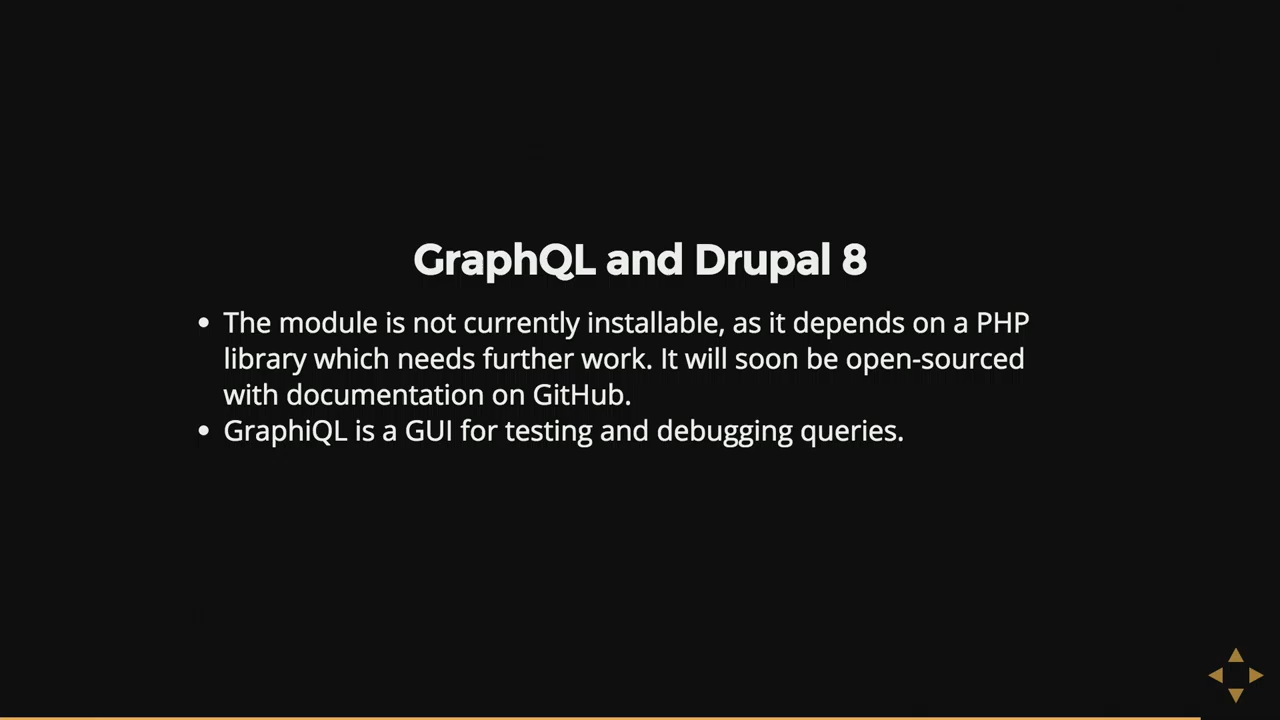 GraphQL and Drupal 8
• The module is not currently installable, as it depends on a PHP
library which needs further work. It will soon be open-sourced
with documentation on GitHub.
• GraphiQL is a GUI for testing and debugging queries.